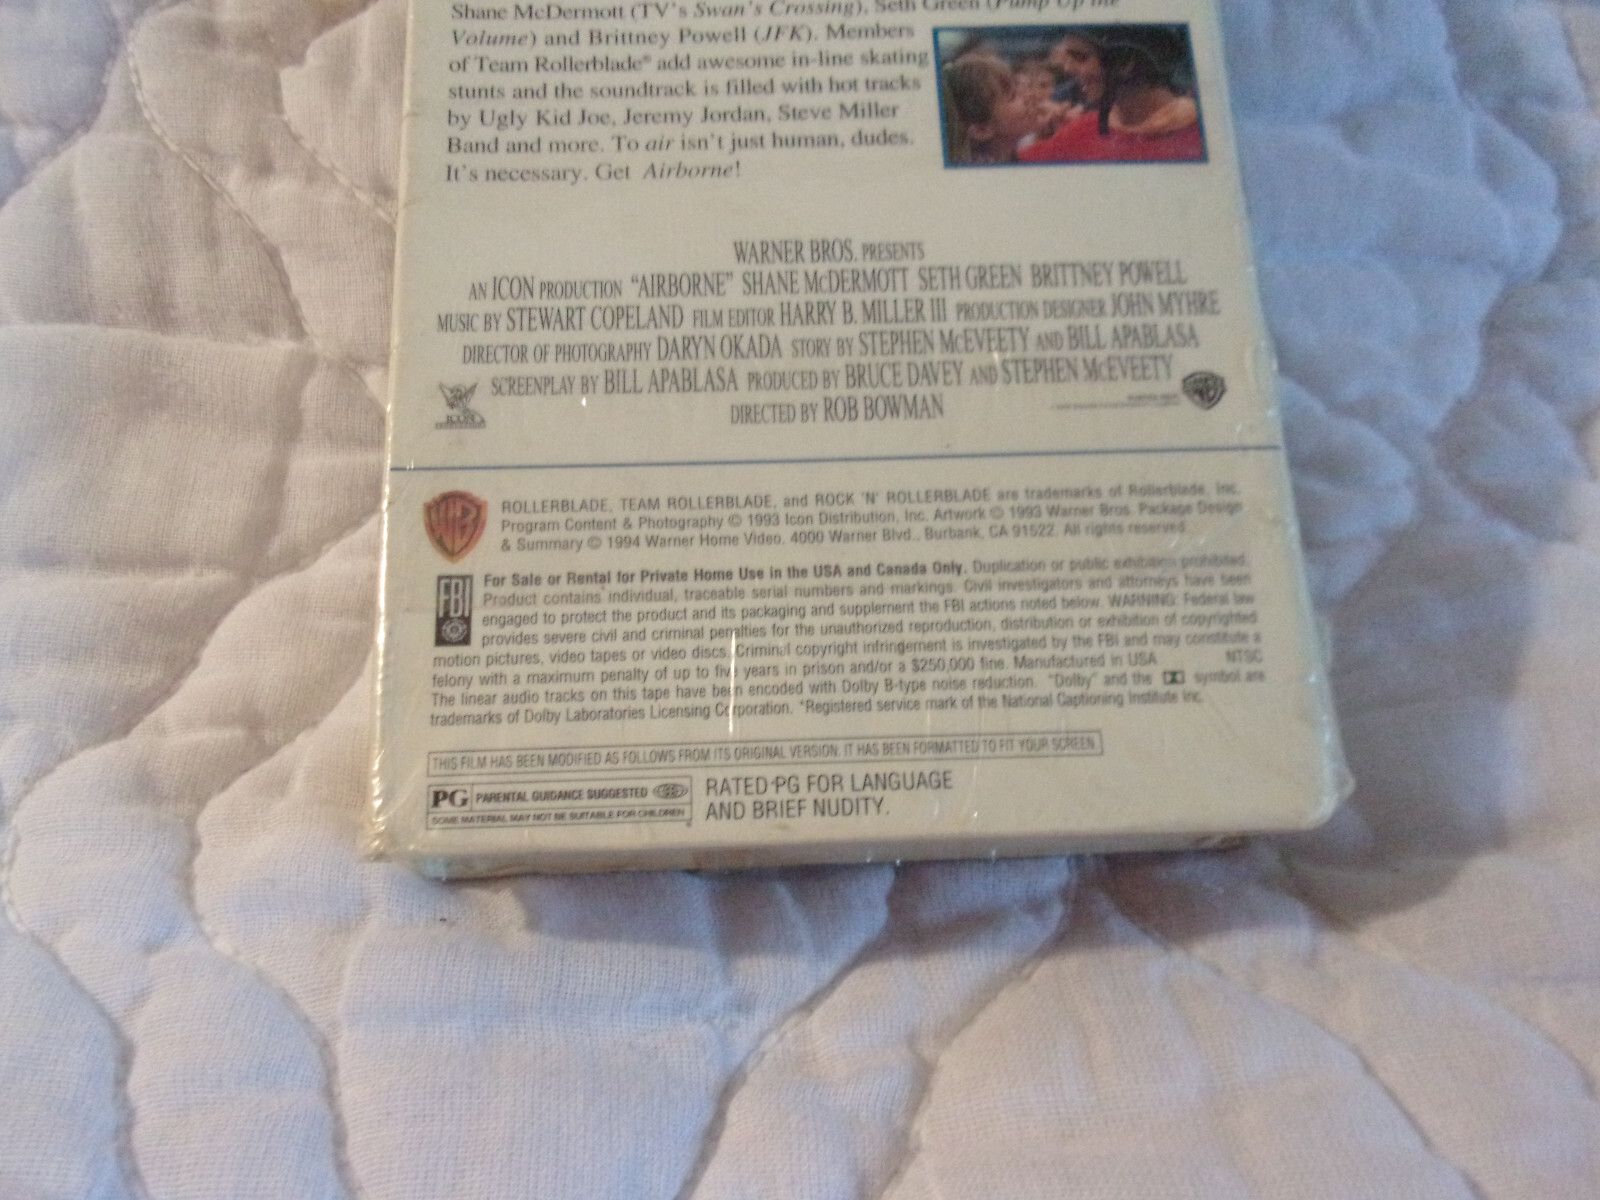 Shane McDermott (TV's Swan's Crossing), Seth Green (Pump Up the
Volume) and Brittney Powell (JFK). Members
of Team Rollerblade® add awesome in-line skating
stunts and the soundtrack is filled with hot tracks
by Ugly Kid Joe, Jeremy Jordan, Steve Miller
Band and more. To air isn't just human, dudes.
It's necessary. Get Airborne!
WARNER BROS. PRESENTS
AN ICON PRODUCTION "AIRBORNE" SHANE McDERMOTT SETH GREEN BRITTNEY POWELL
MUSIC BY STEWART COPELAND FILM EDITOR HARRY B. MILLER III PRODUCTION DESIGNER JOHN MYHRE
DIRECTOR OF PHOTOGRAPHY DARYN OKADA STORY BY STEPHEN McEVEETY AND BILL APABLASA
SCREENPLAY BY BILL APABLASA PRODUCED BY BRUCE DAVEY AND STEPHEN McEVEETY
DIRECTED BY ROB BOWMAN
ICON
WB
ROLLERBLADE, TEAM ROLLERBLADE, and ROCK 'N' ROLLERBLADE are trademarks of Rollerblade, Inc.
Program Content & Photography © 1993 Icon Distribution, Inc. Artwork © 1993 Warner Bros. Package Design
& Summary © 1994 Warner Home Video. 4000 Warner Blvd., Burbank, CA 91522. All rights reserved.
FBI
For Sale or Rental for Private Home Use in the USA and Canada Only. Duplication or public exhibition prohibited.
Product contains individual, traceable serial numbers and markings. Civil investigators and attorneys have been
engaged to protect the product and its packaging and supplement the FBI actions noted below. WARNING: Federal law
provides severe civil and criminal penalties for the unauthorized reproduction, distribution or exhibition of copyrighted
motion pictures, video tapes or video discs. Criminal copyright infringement is investigated by the FBI and may constitute a
felony with a maximum penalty of up to five years in prison and/or a $250,000 fine. Manufactured in USA. NTSC
The linear audio tracks on this tape have been encoded with Dolby B-type noise reduction. "Dolby" and the symbol are
trademarks of Dolby Laboratories Licensing Corporation. *Registered service mark of the National Captioning Institute Inc.
THIS FILM HAS BEEN MODIFIED AS FOLLOWS FROM ITS ORIGINAL VERSION: IT HAS BEEN FORMATTED TO FIT YOUR SCREEN.
PG PARENTAL GUIDANCE SUGGESTED
SOME MATERIAL MAY NOT BE SUITABLE FOR CHILDREN
RATED PG FOR LANGUAGE
AND BRIEF NUDITY.